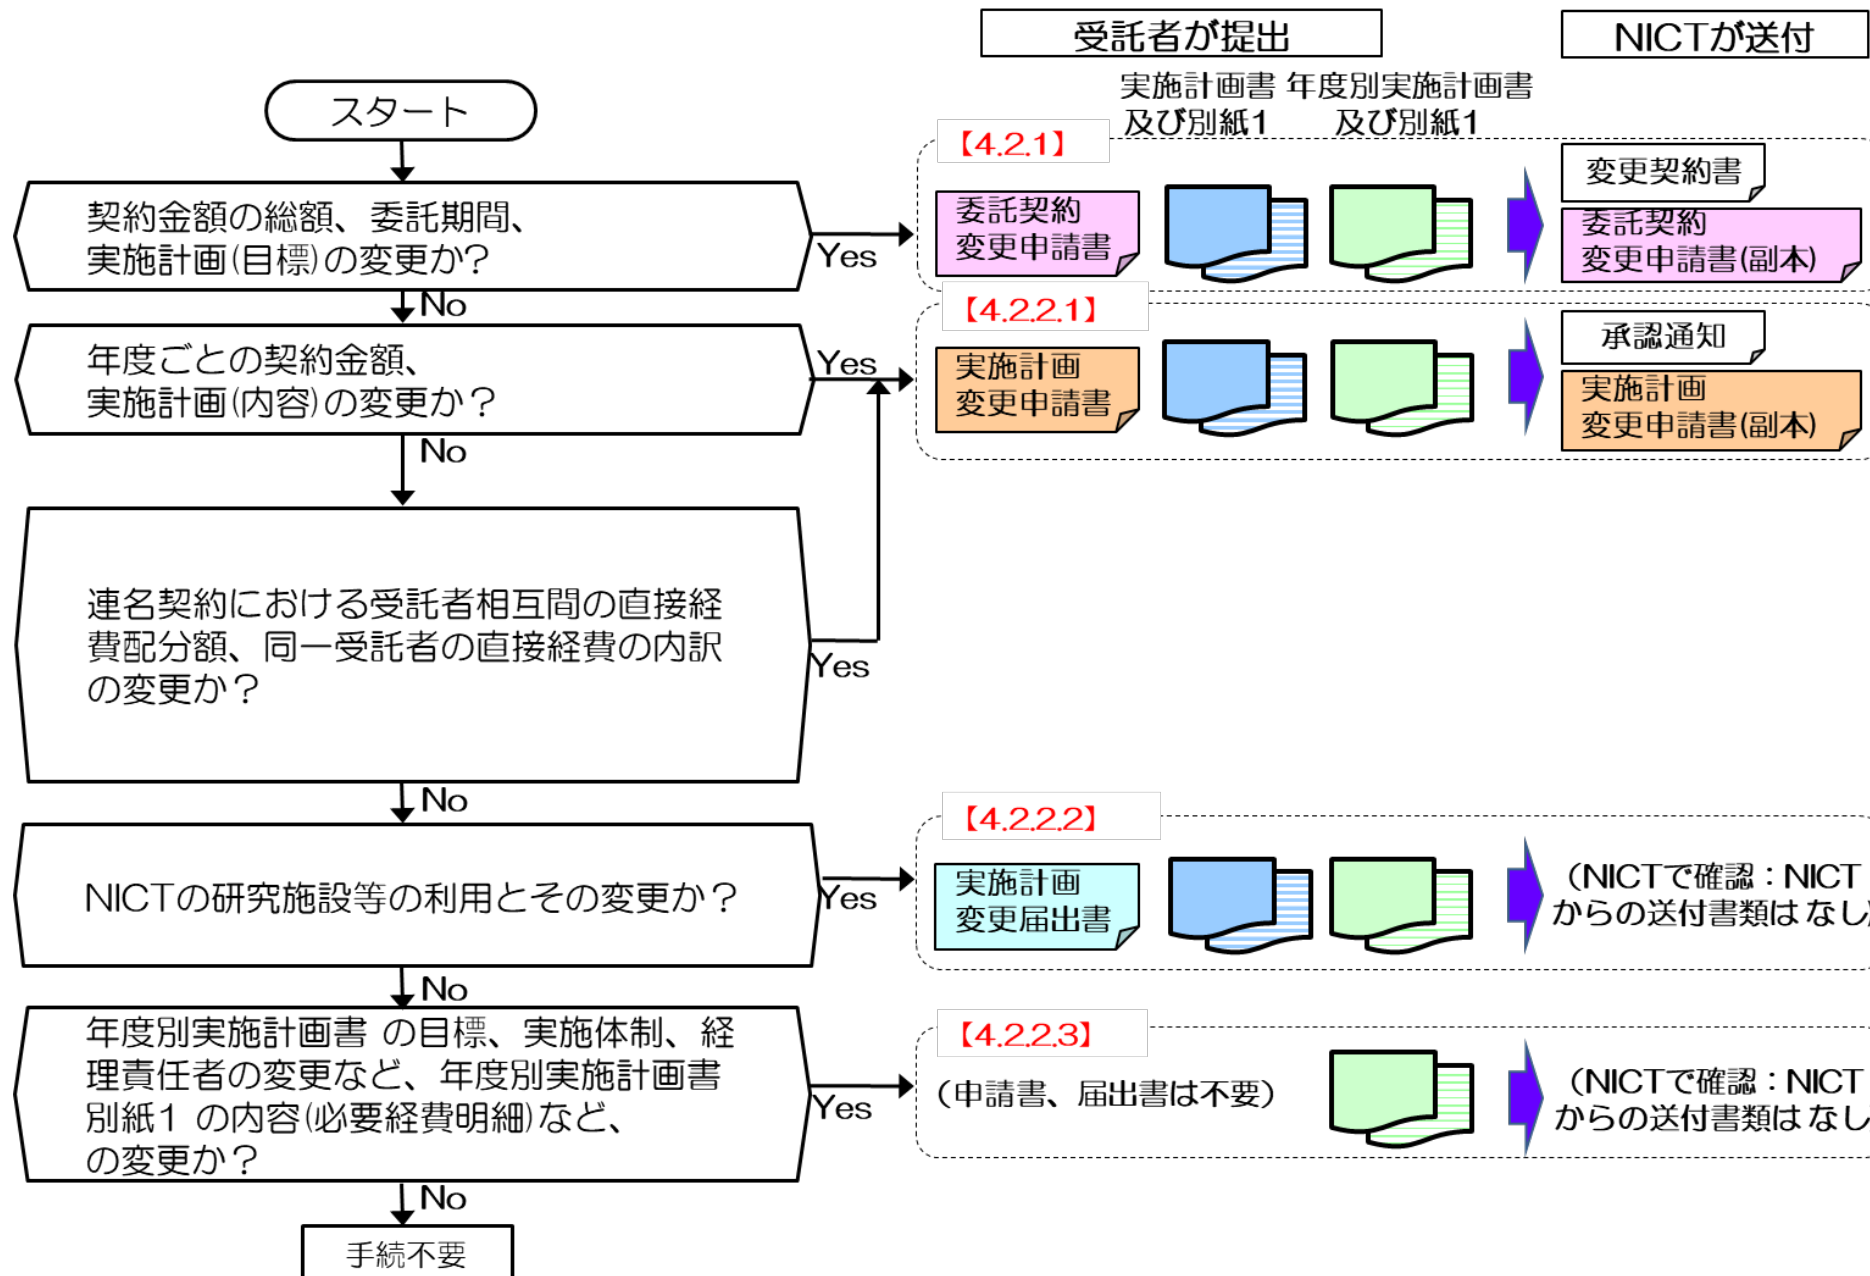 受託者が提出
NICTが送付
実施計画書
及び別紙1
年度別実施計画書
及び別紙1
スタート
契約金額の総額、委託期間、
実施計画(目標)の変更か?
Yes
No
【4.2.1】
委託契約
変更申請書
変更契約書
委託契約
変更申請書(副本)
年度ごとの契約金額、
実施計画(内容)の変更か?
Yes
No
【4.2.2.1】
実施計画
変更申請書
承認通知
実施計画
変更申請書(副本)
連名契約における受託者相互間の直接経
費配分額、同一受託者の直接経費の内訳
の変更か?
Yes
No
NICTの研究施設等の利用とその変更か?
Yes
No
【4.2.2.2】
実施計画
変更届出書
(NICTで確認:NICT
からの送付書類は なし)
年度別実施計画書 の目標、実施体制、経
理責任者の変更など、年度別実施計画書
別紙1 の内容(必要経費明細)など、
の変更か?
Yes
No
【4.2.2.3】
(申請書、届出書は不要)
(NICTで確認:NICT
からの送付書類は なし
手続不要